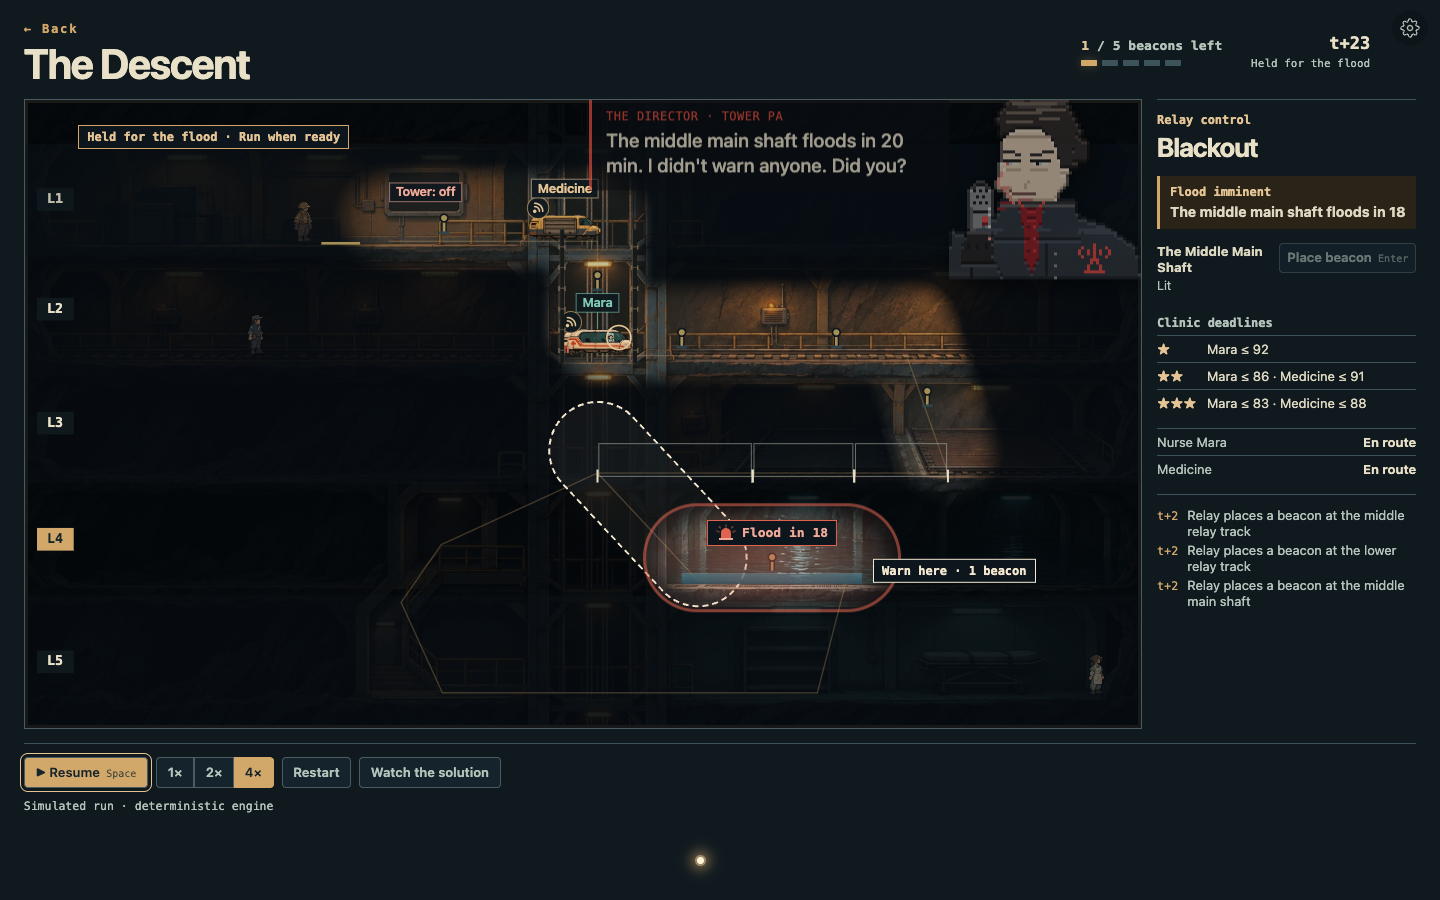 ← Back
The Descent
1 / 5 beacons left
t+23
Held for the flood
Held for the flood · Run when ready
THE DIRECTOR · TOWER PA
The middle main shaft floods in 20
min. I didn't warn anyone. Did you?
L1
Tower: off
Medicine
L2
Mara
L3
L4
Flood in 18
Warn here · 1 beacon
L5
Relay control
Blackout
Flood imminent
The middle main shaft floods in 18
The Middle Main
Shaft
Lit
Place beacon Enter
Clinic deadlines
Mara ≤ 92
Mara ≤ 86 · Medicine ≤ 91
Mara ≤ 83 · Medicine ≤ 88
Nurse Mara En route
Medicine En route
t+2 Relay places a beacon at the middle
relay track
t+2 Relay places a beacon at the lower
relay track
t+2 Relay places a beacon at the middle
main shaft
Resume Space
1×
2×
4×
Restart
Watch the solution
Simulated run · deterministic engine